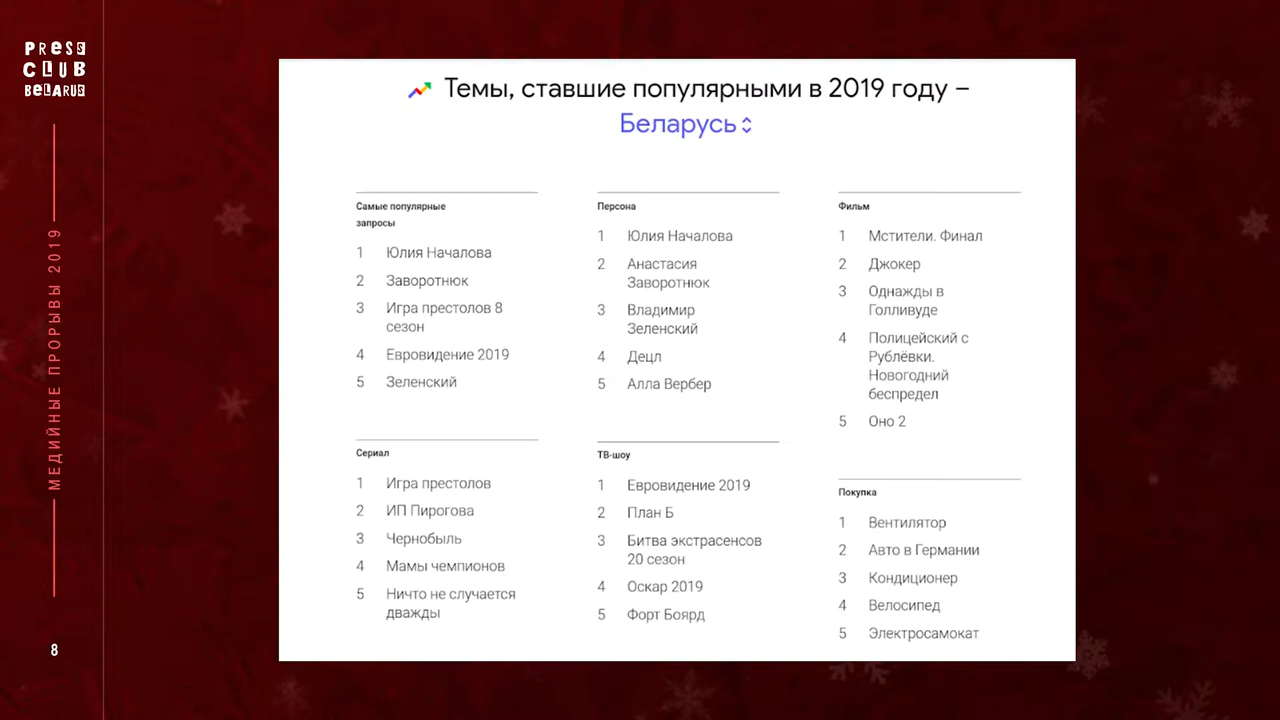 PRESS
CLUB
BELARUS
МЕДИЙНЫЕ ПРОРЫВЫ 2019
8
Темы, ставшие популярными в 2019 году –
Беларусь
Самые популярные
запросы
1 Юлия Началова
2 Заворотнюк
3 Игра престолов 8
сезон
4 Евровидение 2019
5 Зеленский
Персона
1 Юлия Началова
2 Анастасия
Заворотнюк
3 Владимир
Зеленский
4 Децл
5 Алла Вербер
Фильм
1 Мстители. Финал
2 Джокер
3 Однажды в
Голливуде
4 Полицейский с
Рублёвки.
Новогодний
беспредел
5 Оно 2
Сериал
1 Игра престолов
2 ИП Пирогова
3 Чернобыль
4 Мамы чемпионов
5 Ничто не случается
дважды
ТВ-шоу
1 Евровидение 2019
2 План Б
3 Битва экстрасенсов
20 сезон
4 Оскар 2019
5 Форт Боярд
Покупка
1 Вентилятор
2 Авто в Германии
3 Кондиционер
4 Велосипед
5 Электросамокат